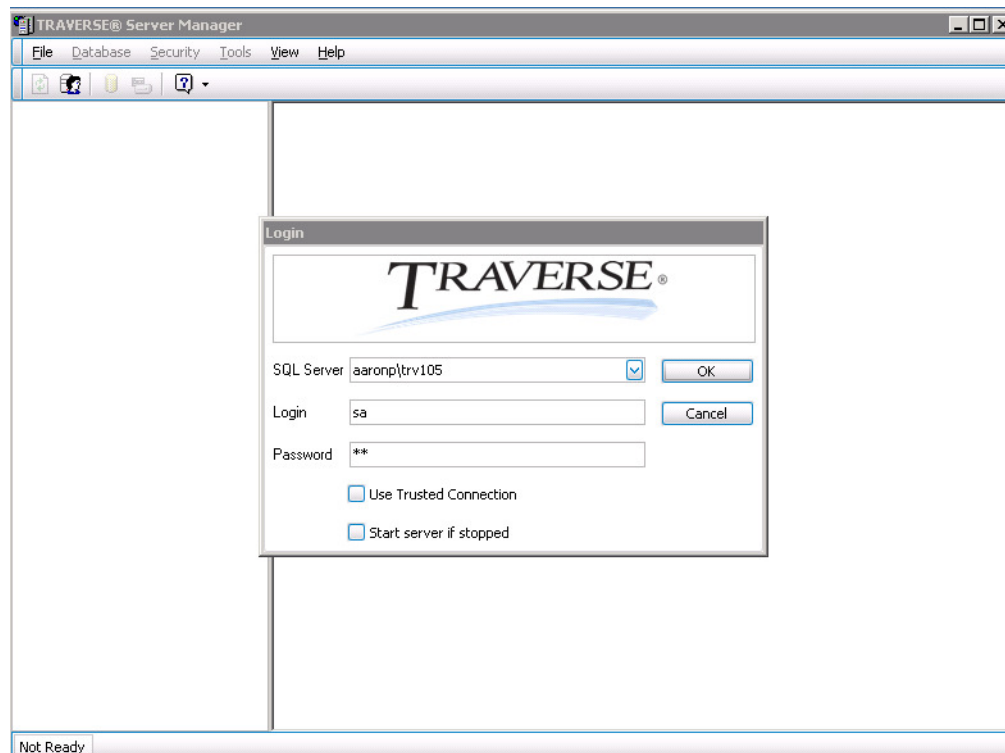 TRAVERSE® Server Manager
File Database Security Tools View Help
Login
TRAVERSE®
SQL Server aaronp\trv105 OK
Login sa Cancel
Password **
Use Trusted Connection
Start server if stopped
Not Ready